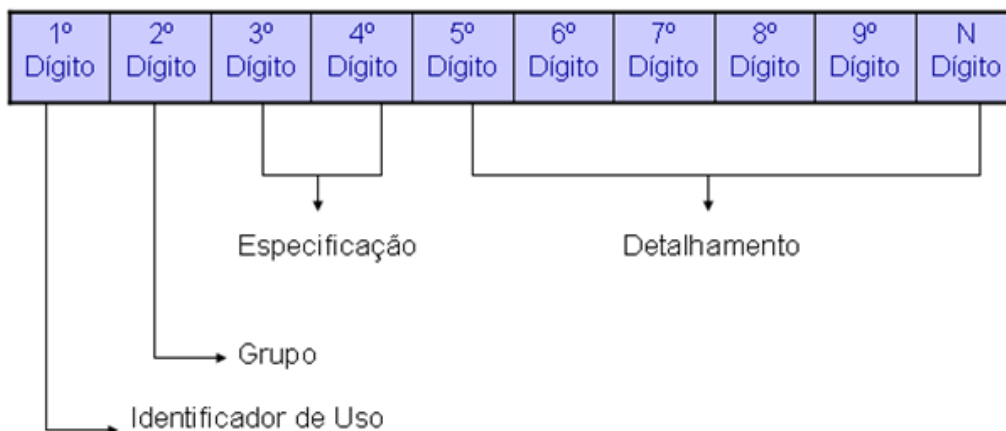 1º 2º 3º 4º 5º 6º 7º 8º 9º N
Dígito Dígito Dígito Dígito Dígito Dígito Dígito Dígito Dígito Dígito
Especificação Detalhamento
Grupo
Identificador de Uso